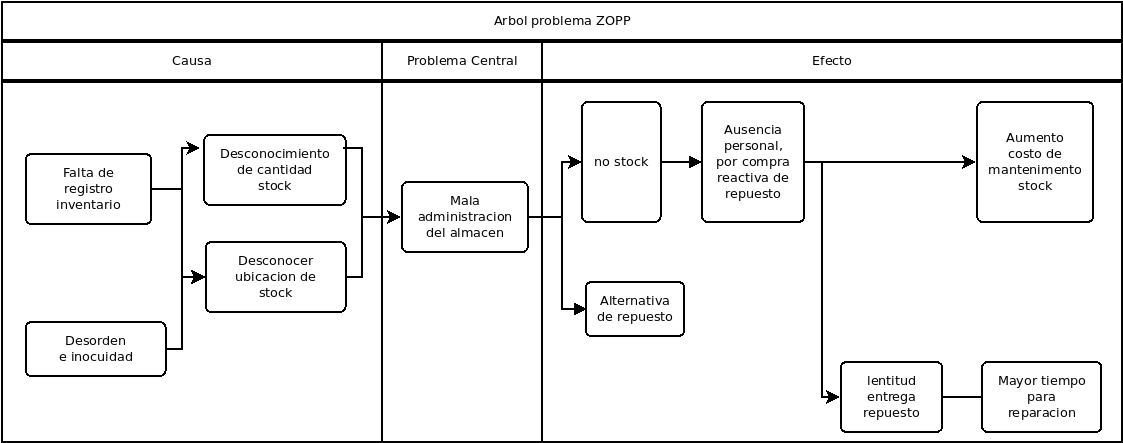 Arbol problema ZOPP
Causa
Problema Central
Efecto
Falta de
registro
inventario
Desorden
e inocuidad
Desconocimiento
de cantidad
stock
Desconocer
ubicacion de
stock
Mala
administracion
del almacen
no stock
Alternativa
de repuesto
Ausencia
personal,
por compra
reactiva de
repuesto
Aumento
costo de
mantenimento
stock
lentitud
entrega
repuesto
Mayor tiempo
para
reparacion